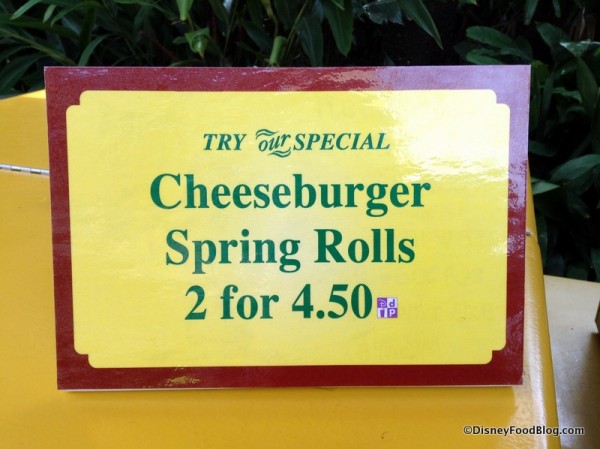 TRY our SPECIAL
Cheeseburger
Spring Rolls
2 for 4.50
©DisneyFoodBlog.com